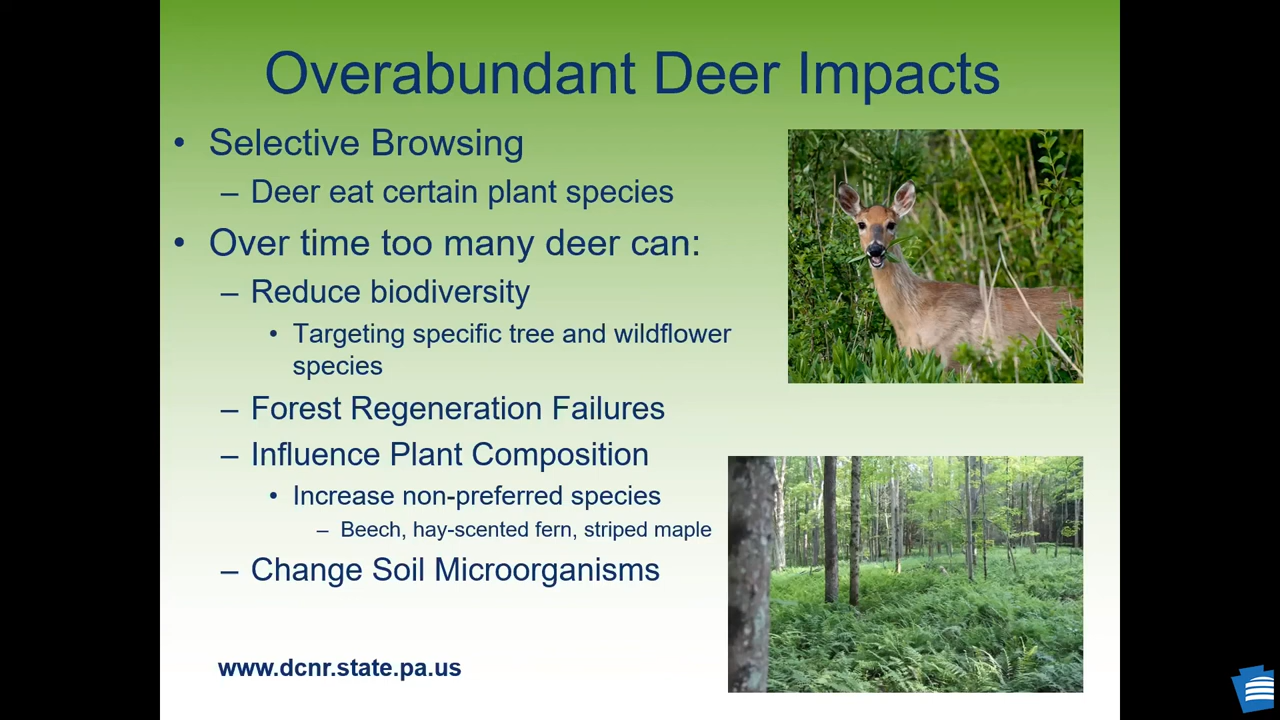 Overabundant Deer Impacts
• Selective Browsing
– Deer eat certain plant species
• Over time too many deer can:
– Reduce biodiversity
• Targeting specific tree and wildflower
species
– Forest Regeneration Failures
– Influence Plant Composition
• Increase non-preferred species
– Beech, hay-scented fern, striped maple
– Change Soil Microorganisms
www.dcnr.state.pa.us